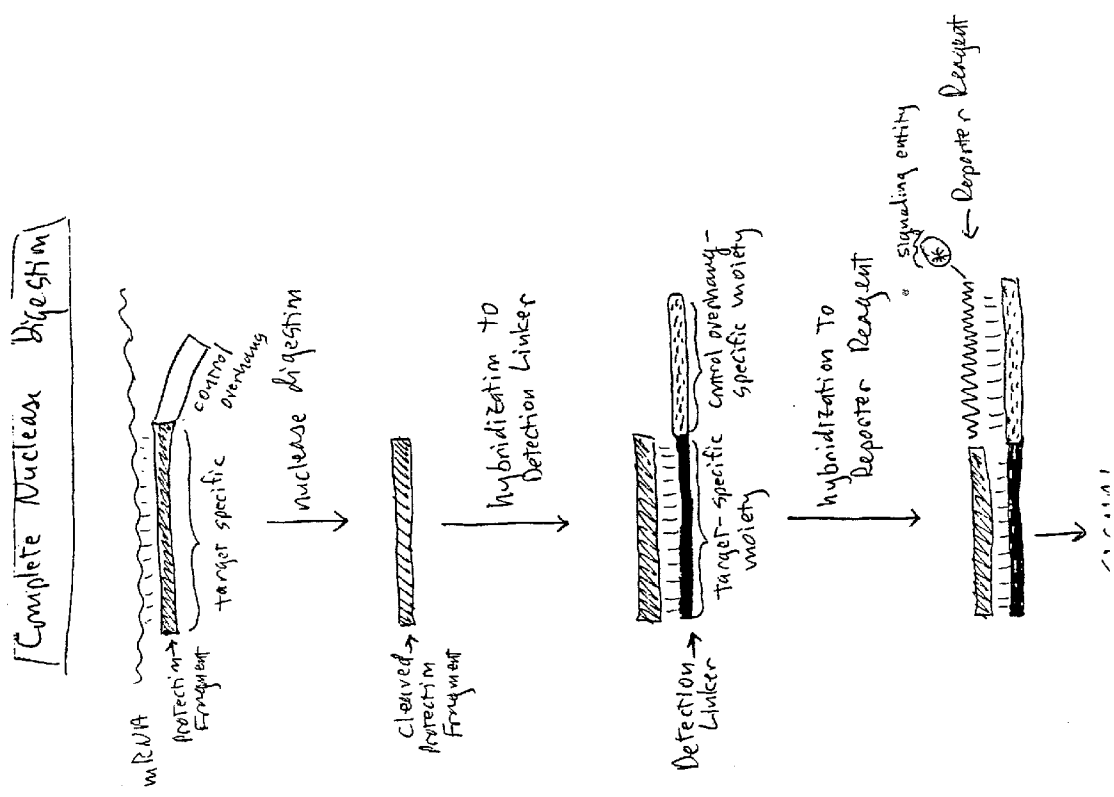 Complete Nuclease Digestion
mRNA
Protection
Fragment
target specific
control
overhang
nuclease digestion
Cleaved
Protection
Fragment
hybridization to
Detection Linker
Detection
Linker
target-specific
moiety
control overhang-
specific moiety
hybridization To
Reporter Reagent
signaling entity
*
Reporter Reagent